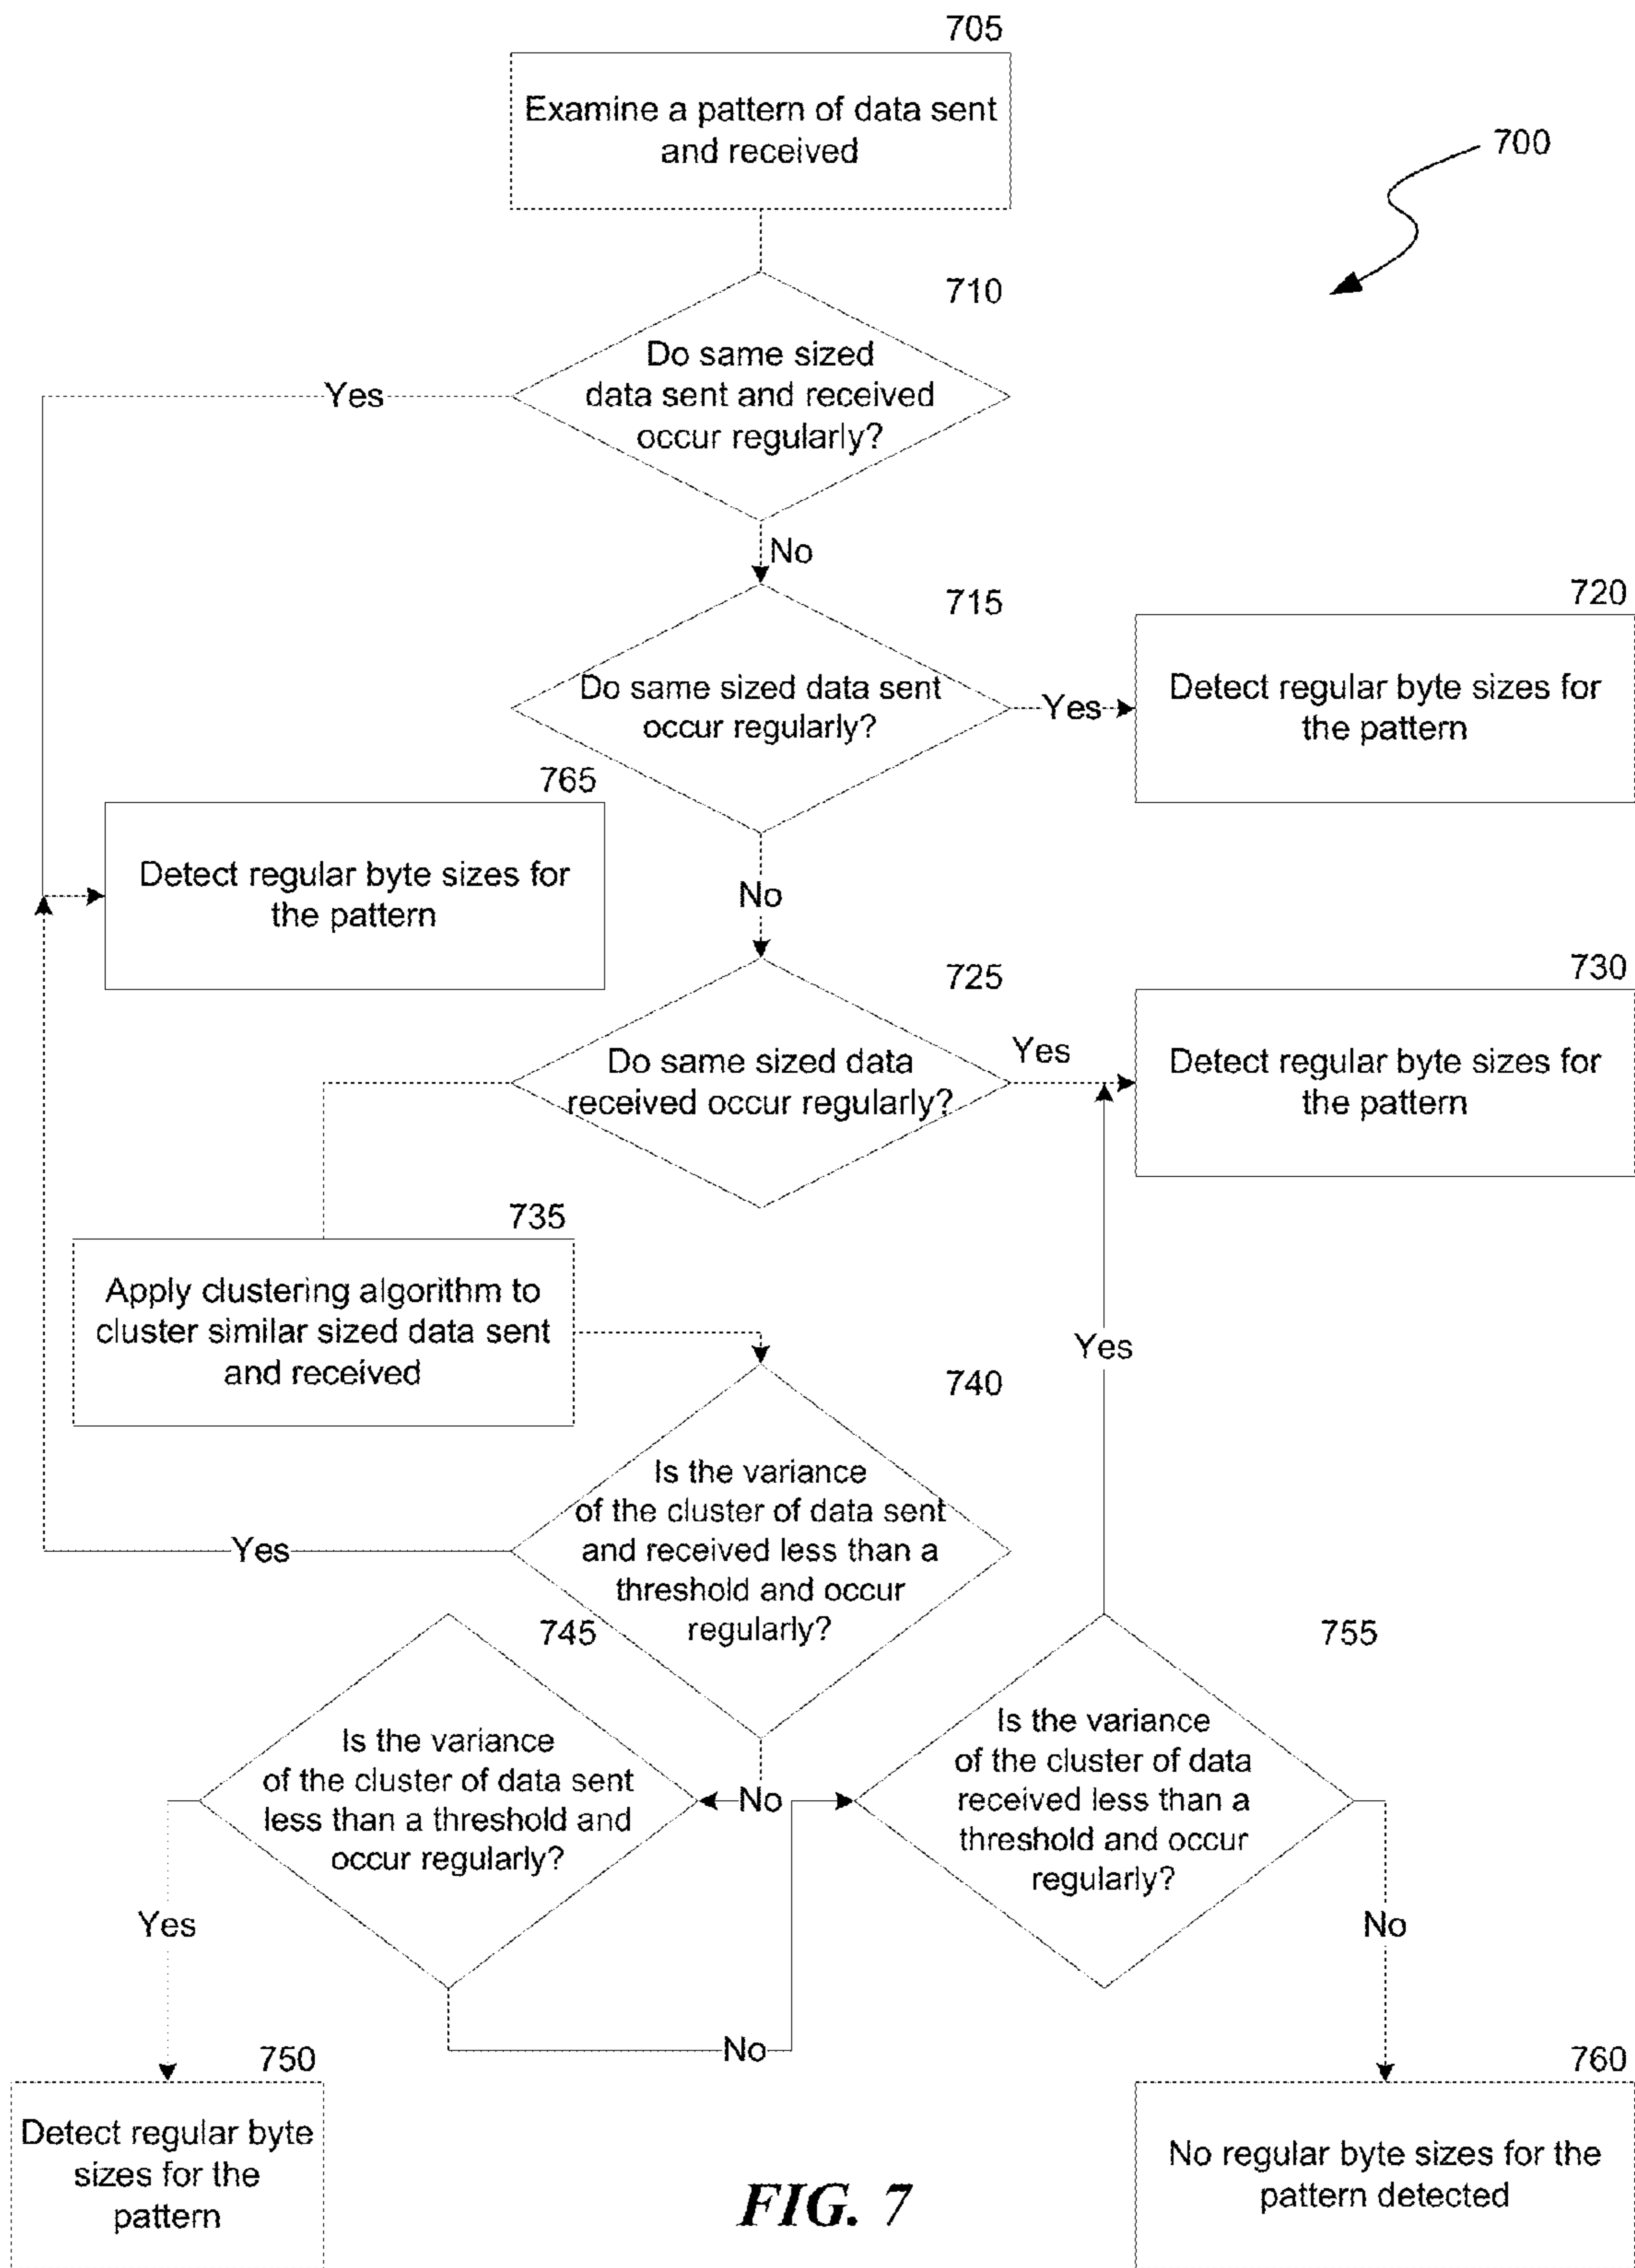 705
Examine a pattern of data sent
and received
700
710
Do same sized
data sent and received
occur regularly?
Yes
No
715
Do same sized data sent
occur regularly?
Yes
720
Detect regular byte sizes for
the pattern
765
Detect regular byte sizes for
the pattern
No
725
Do same sized data
received occur regularly?
Yes
730
Detect regular byte sizes for
the pattern
735
Apply clustering algorithm to
cluster similar sized data sent
and received
Yes
740
Is the variance
of the cluster of data sent
and received less than a
threshold and occur
regularly?
Yes
745
Is the variance
of the cluster of data sent
less than a threshold and
occur regularly?
No
755
Is the variance
of the cluster of data
received less than a
threshold and occur
regularly?
Yes
No
No
750
Detect regular byte
sizes for the
pattern
760
No regular byte sizes for the
pattern detected
FIG. 7